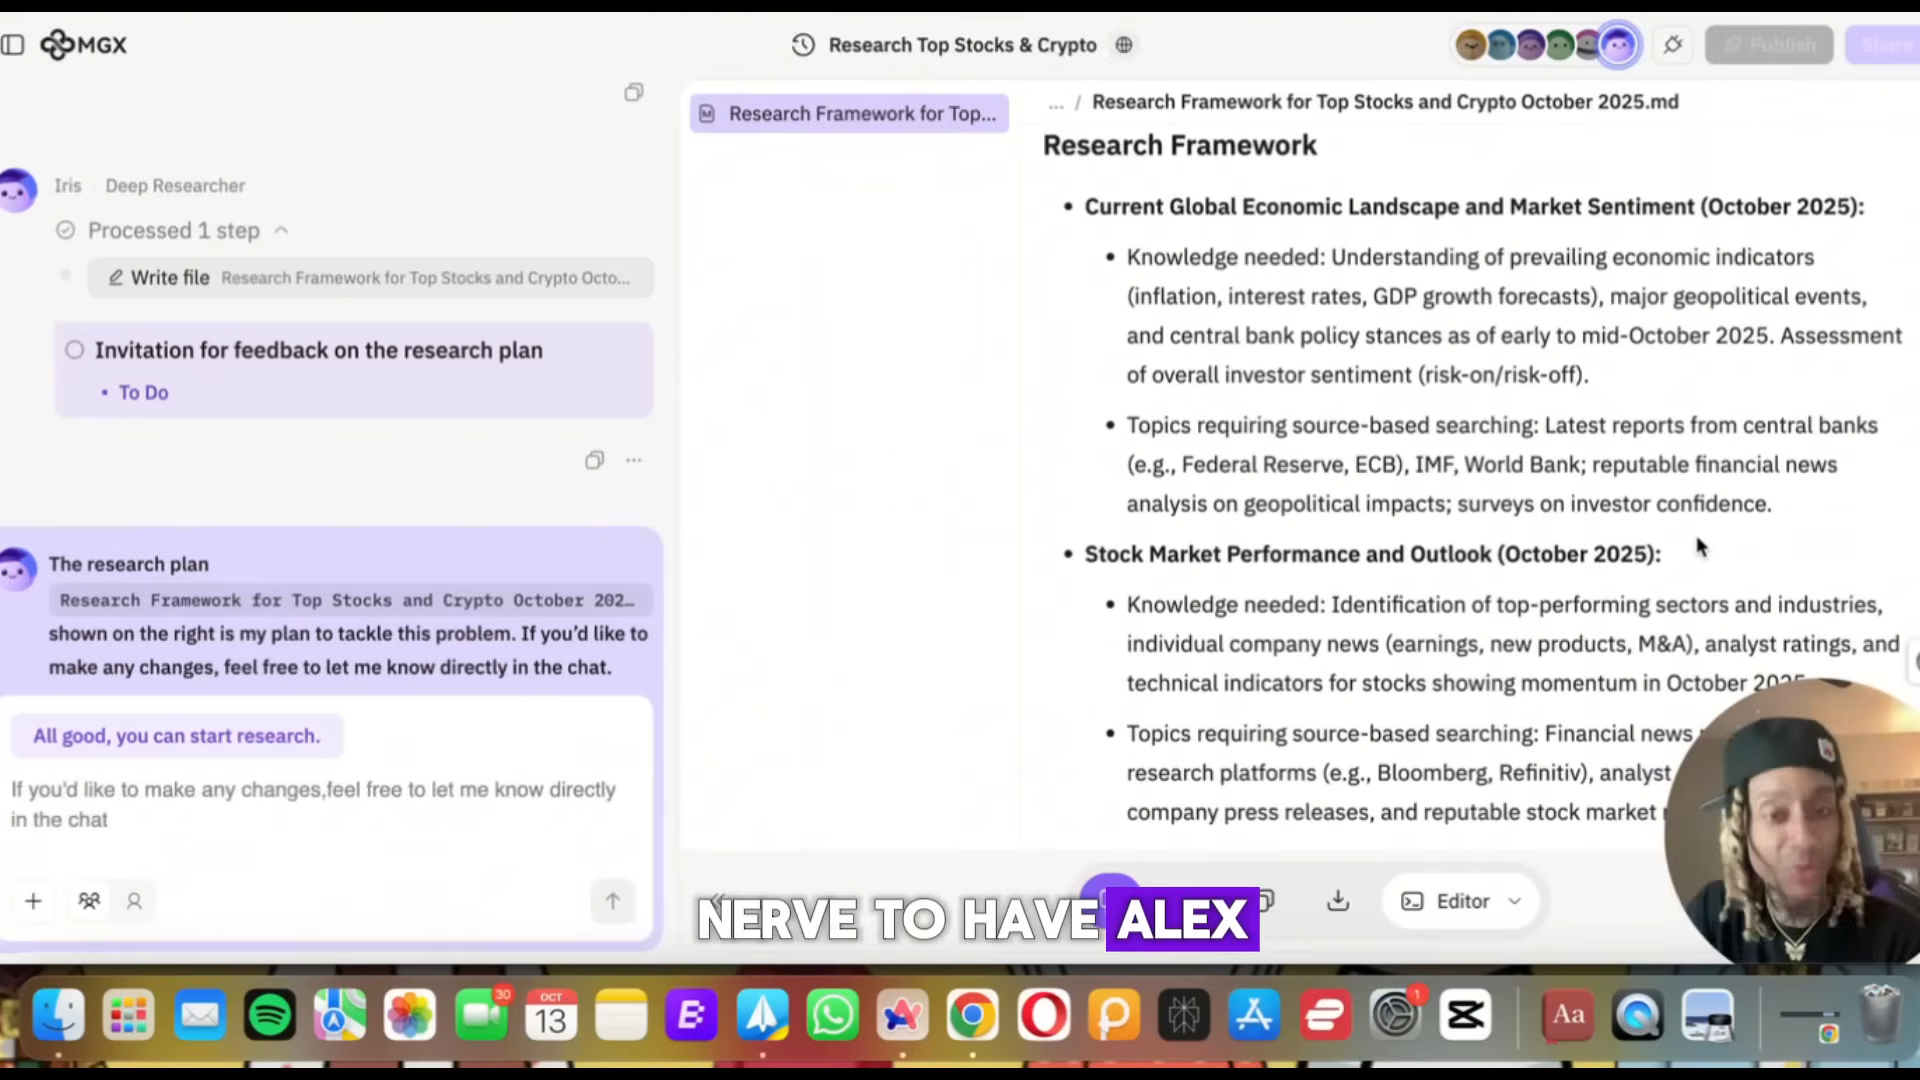 MGX
Research Top Stocks & Crypto
Publish
Share
Iris
Deep Researcher
Processed 1 step
Write file Research Framework for Top Stocks and Crypto Octo...
Invitation for feedback on the research plan
• To Do
The research plan
Research Framework for Top Stocks and Crypto October 202...
shown on the right is my plan to tackle this problem. If you'd like to
make any changes, feel free to let me know directly in the chat.
All good, you can start research.
If you'd like to make any changes,feel free to let me know directly
in the chat
Research Framework for Top...
... / Research Framework for Top Stocks and Crypto October 2025.md
Research Framework
• Current Global Economic Landscape and Market Sentiment (October 2025):
• Knowledge needed: Understanding of prevailing economic indicators
(inflation, interest rates, GDP growth forecasts), major geopolitical events,
and central bank policy stances as of early to mid-October 2025. Assessment
of overall investor sentiment (risk-on/risk-off).
• Topics requiring source-based searching: Latest reports from central banks
(e.g., Federal Reserve, ECB), IMF, World Bank; reputable financial news
analysis on geopolitical impacts; surveys on investor confidence.
• Stock Market Performance and Outlook (October 2025):
• Knowledge needed: Identification of top-performing sectors and industries,
individual company news (earnings, new products, M&A), analyst ratings, and
technical indicators for stocks showing momentum in October 2025
• Topics requiring source-based searching: Financial news
research platforms (e.g., Bloomberg, Refinitiv), analyst
company press releases, and reputable stock market
Editor
NERVE TO HAVE ALEX
30
OCT
13
1
Aa